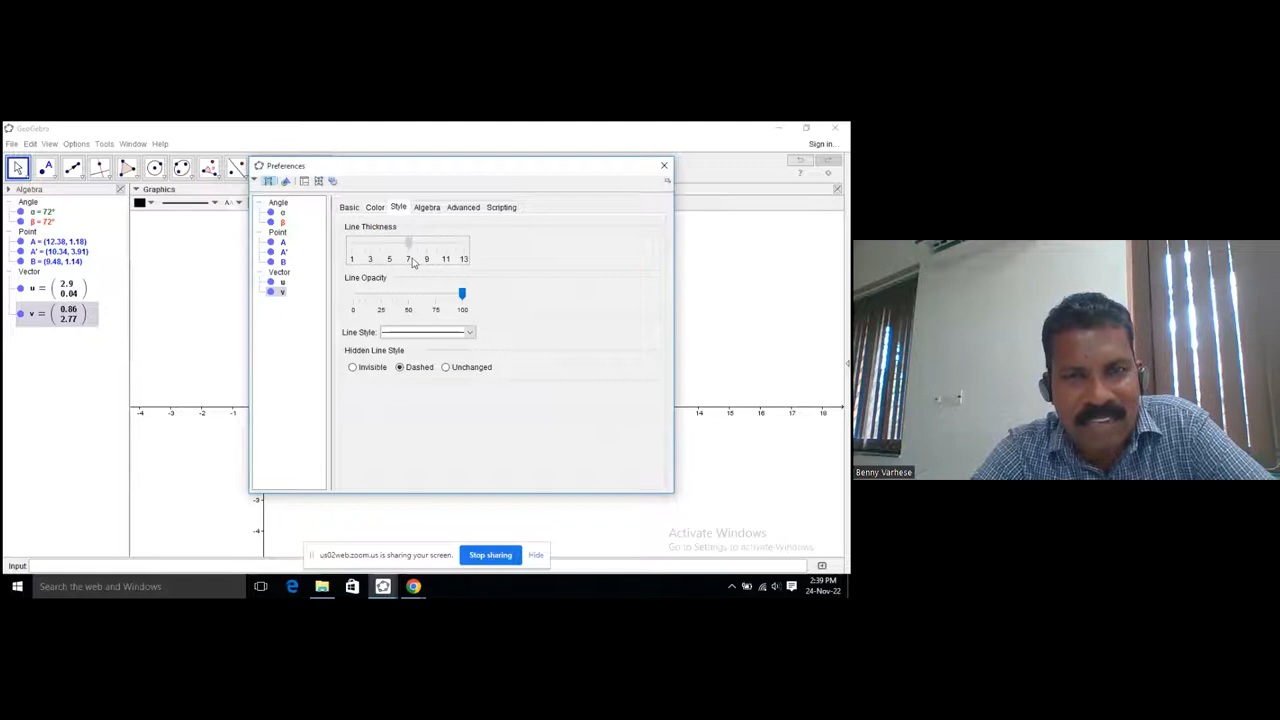 GeoGebra
File Edit View Options Tools Window Help
Sign in...
Preferences
Algebra
Graphics
Angle
α = 72°
β = 72°
Point
A = (12.38, 1.18)
A' = (10.34, 3.91)
B = (9.48, 1.14)
Vector
u = ( 2.9 0.04 )
v = ( 0.86 2.77 )
Angle
α
β
Point
A
A'
B
Vector
u
v
Basic Color Style Algebra Advanced Scripting
Line Thickness
1 3 5 7 9 11 13
Line Opacity
0 25 50 75 100
Line Style:
Hidden Line Style
Invisible Dashed Unchanged
-4 -3 -2 -1
14 15 16 17 18
-3
-4
Activate Windows
Go to Settings to activate Windows.
us02web.zoom.us is sharing your screen. Stop sharing Hide
Input
Search the web and Windows
2:39 PM
24-Nov-22
Benny Varhese